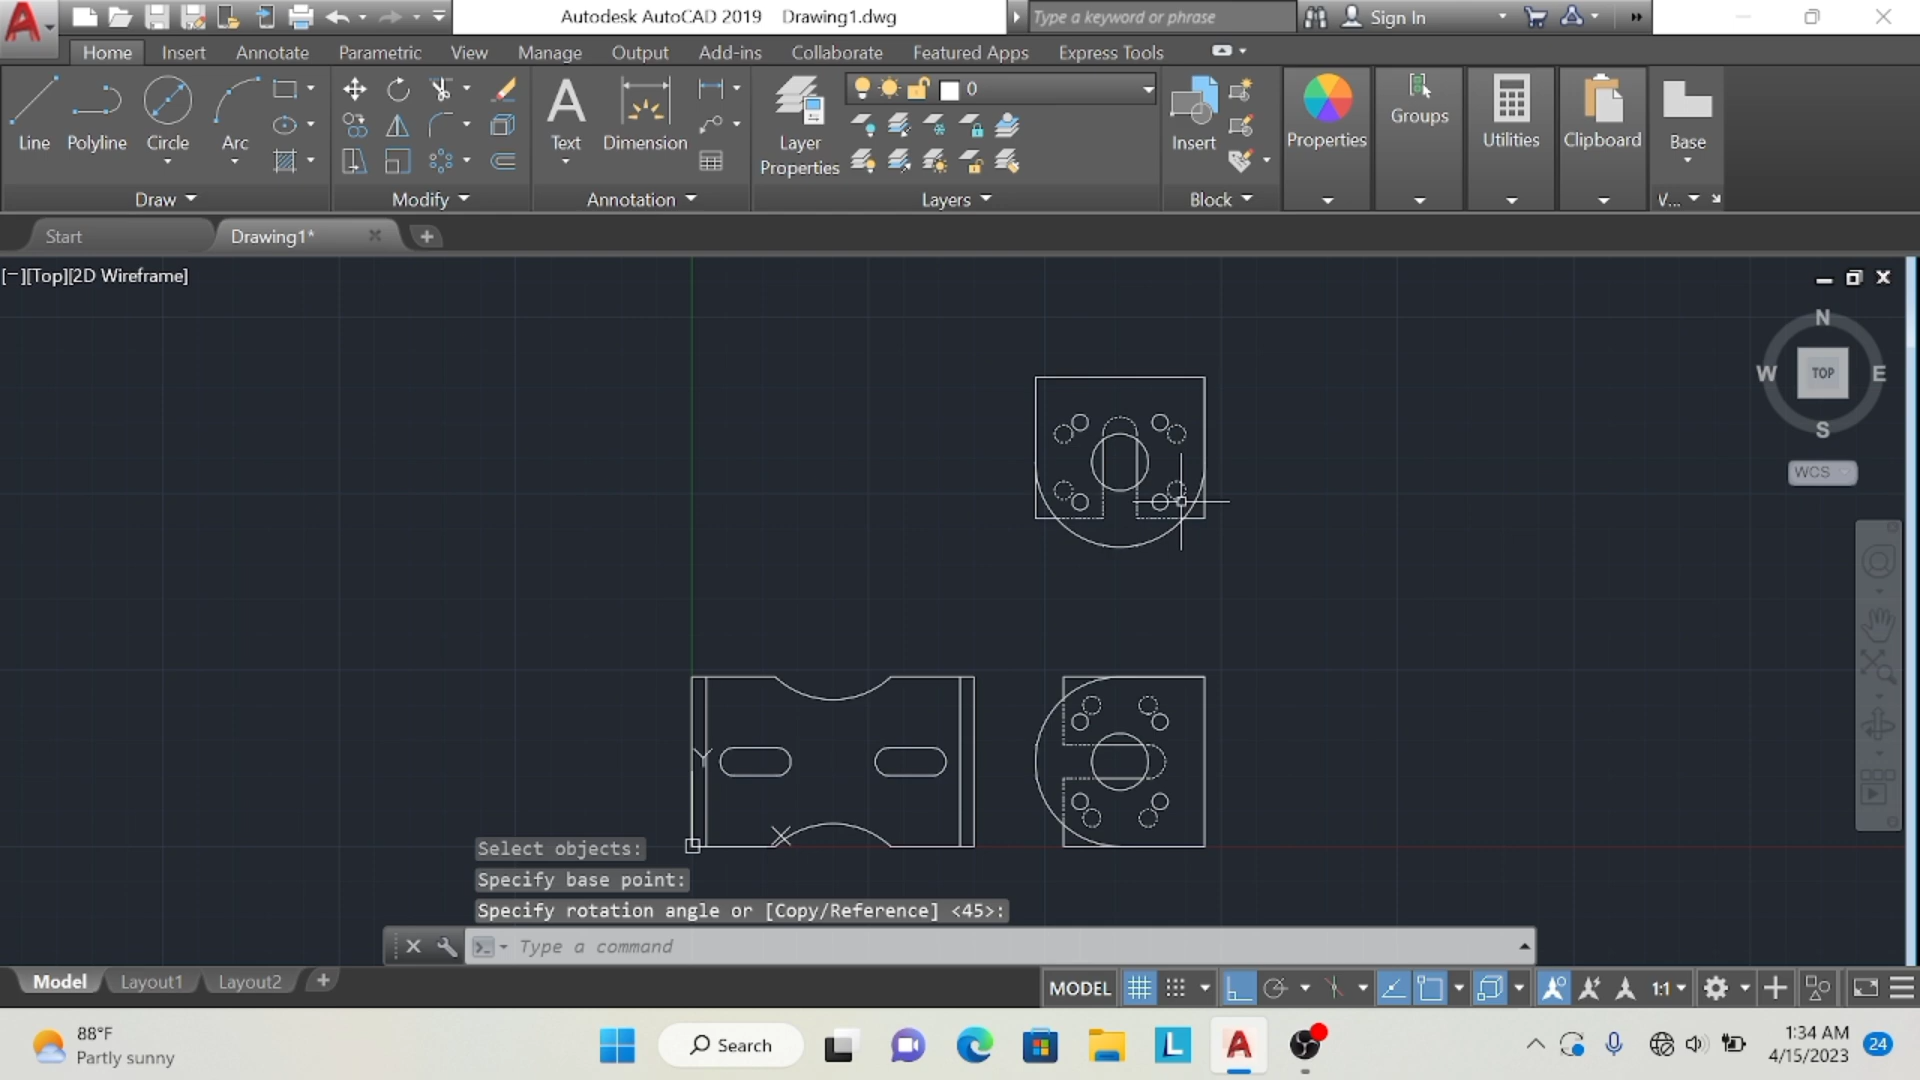 Autodesk AutoCAD 2019 Drawing1.dwg
Type a keyword or phrase
Sign In
Home Insert Annotate Parametric View Manage Output Add-ins Collaborate Featured Apps Express Tools
Line Polyline Circle Arc
Text Dimension
Layer Properties
0
Insert
Properties
Groups
Utilities
Clipboard
Base
Draw Modify Annotation Layers Block V...
Start Drawing1*
[−][Top][2D Wireframe]
N
W TOP E
S
WCS
Y
X
Select objects:
Specify base point:
Specify rotation angle or [Copy/Reference] <45>:
Type a command
Model Layout1 Layout2
MODEL 1:1
88°F
Partly sunny
Search
1:34 AM
4/15/2023
24